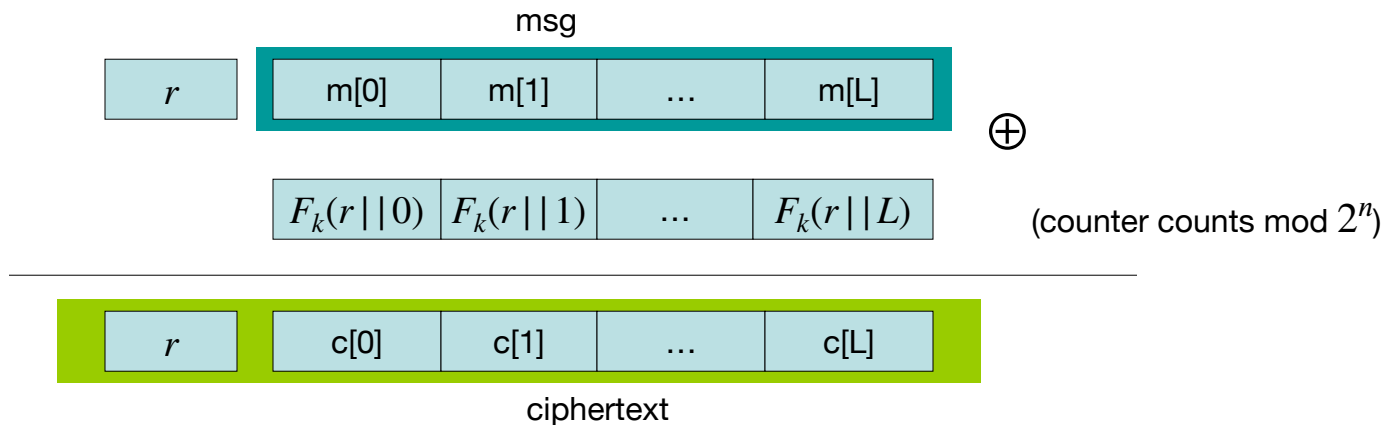 msg
r m[0] m[1] ... m[L]
⊕
F_k(r||0) F_k(r||1) ... F_k(r||L) (counter counts mod 2^n)
r c[0] c[1] ... c[L]
ciphertext